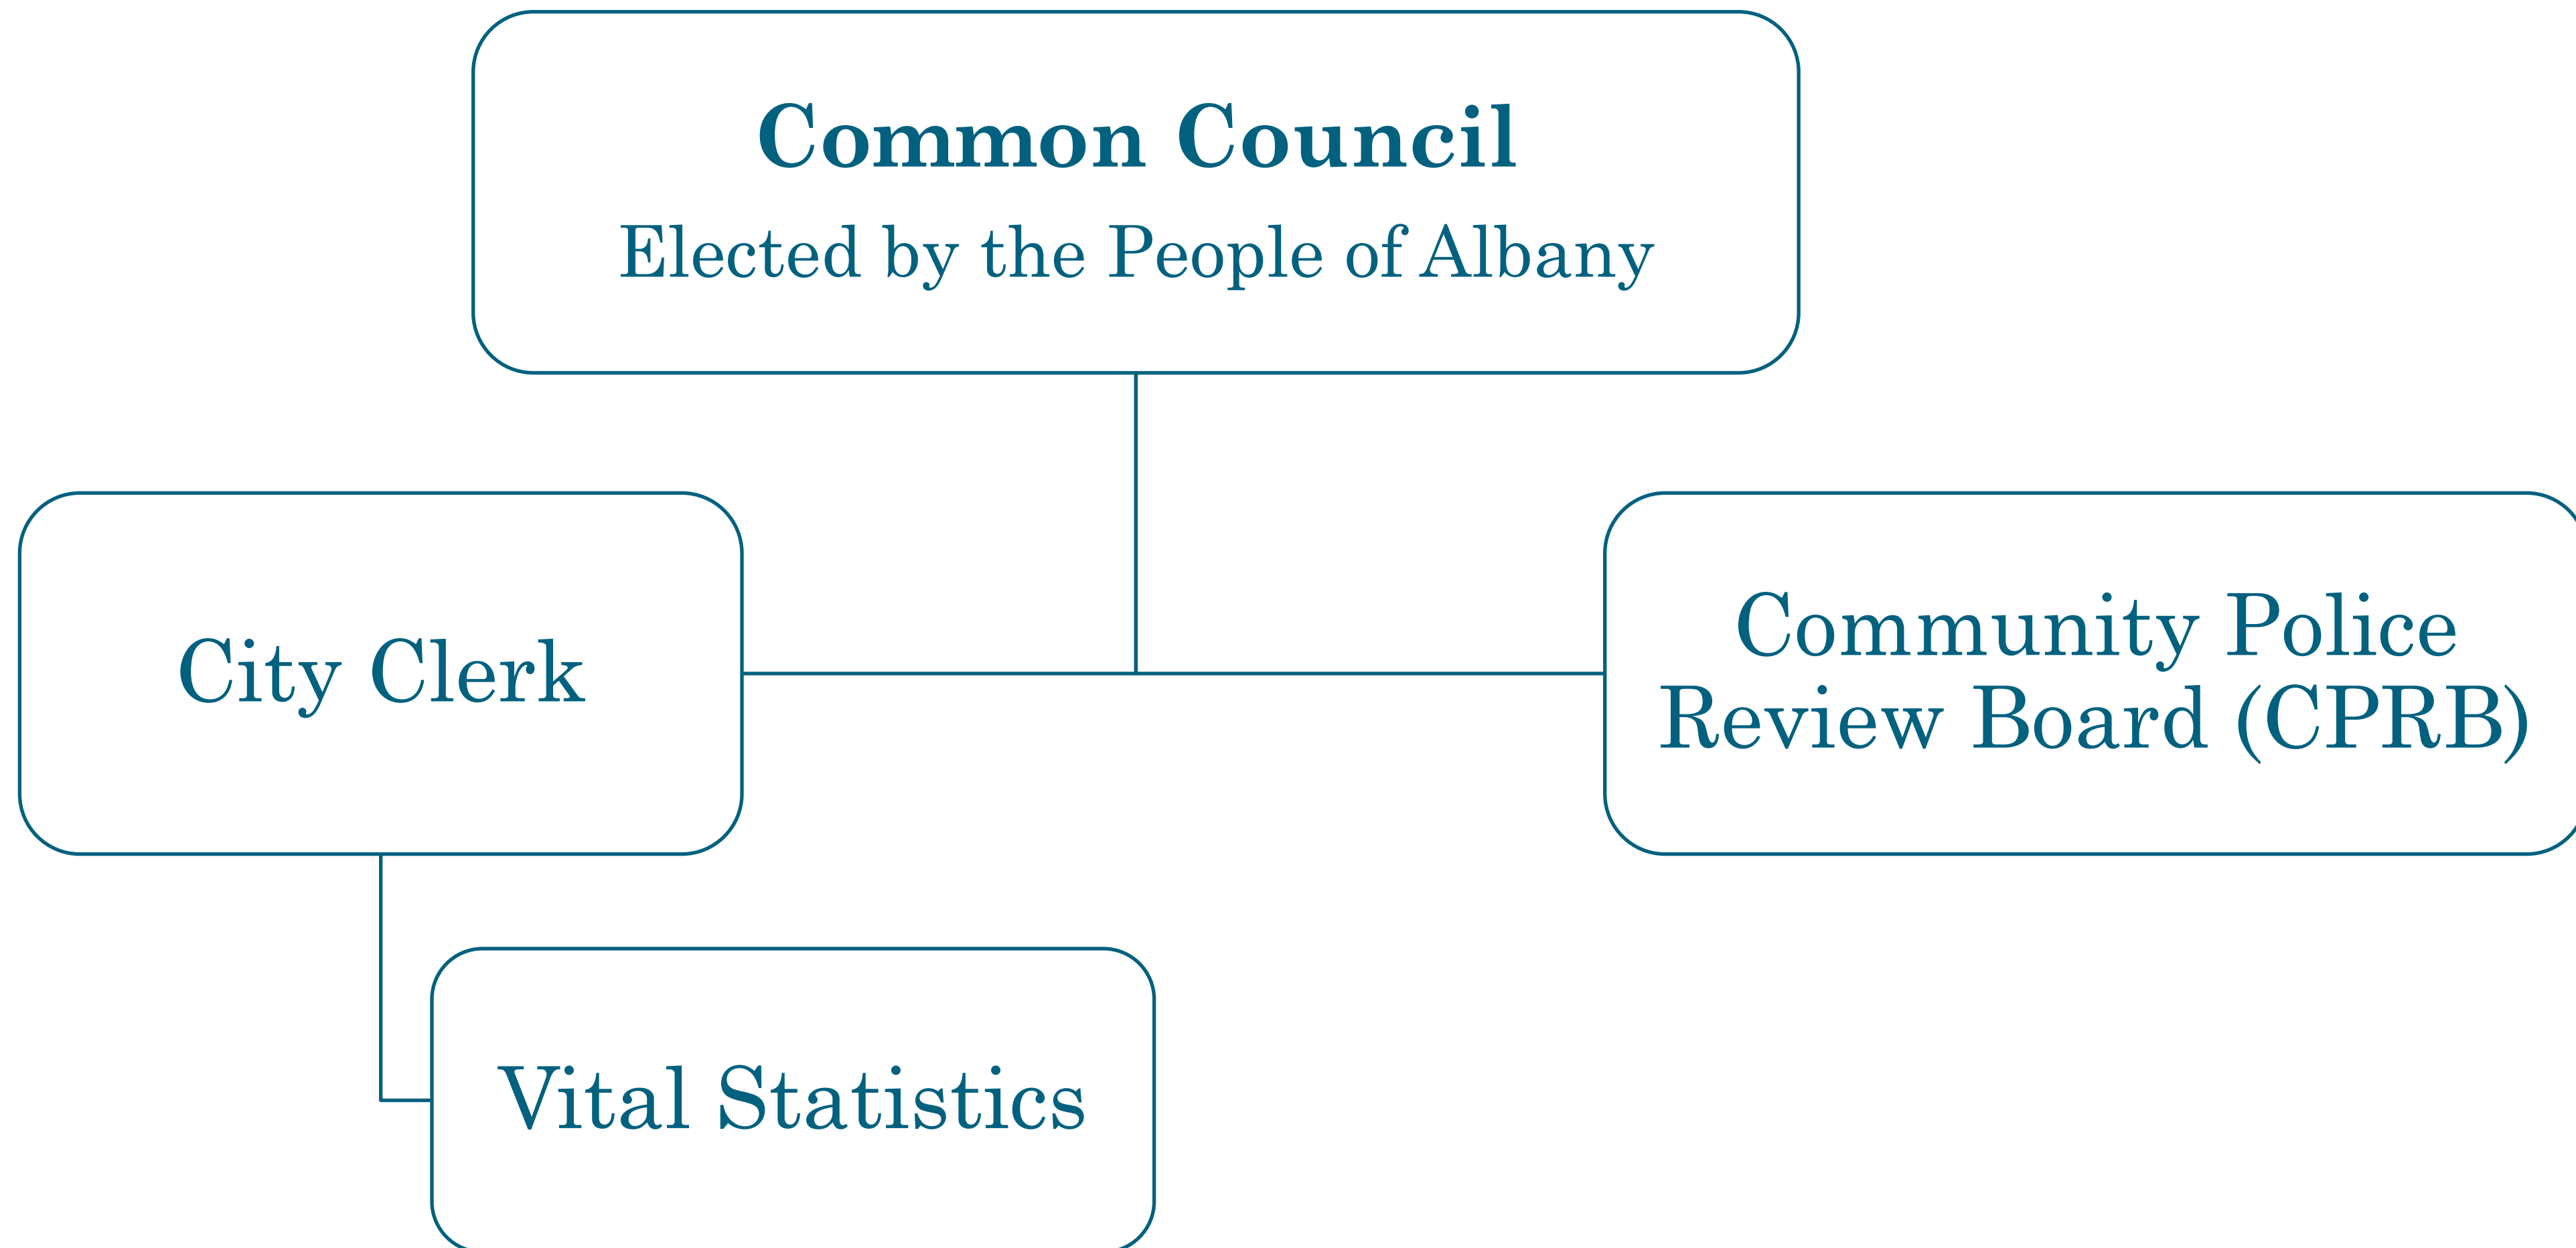 Common Council
Elected by the People of Albany
City Clerk
Community Police
Review Board (CPRB)
Vital Statistics